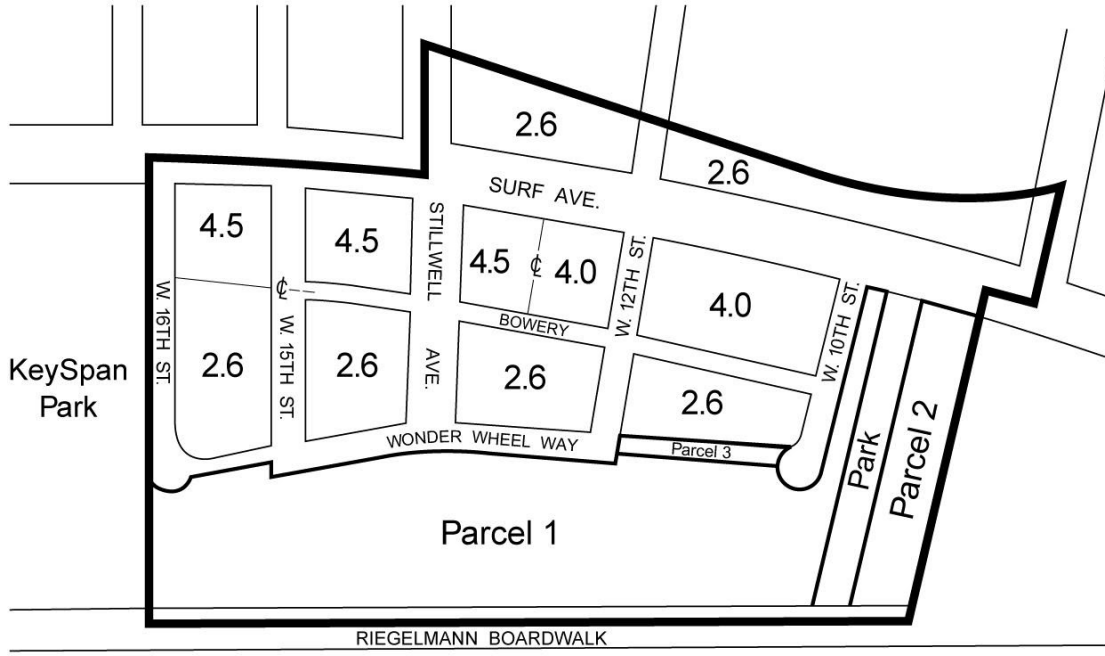 2.6
2.6
SURF AVE.
4.5
4.5
STILLWELL
AVE.
4.5
℄
4.0
W. 12TH ST.
4.0
W. 10TH ST.
W. 16TH ST.
℄
W. 15TH ST.
BOWERY
KeySpan
Park
2.6
2.6
2.6
2.6
WONDER WHEEL WAY
Parcel 3
Park
Parcel 2
Parcel 1
RIEGELMANN BOARDWALK